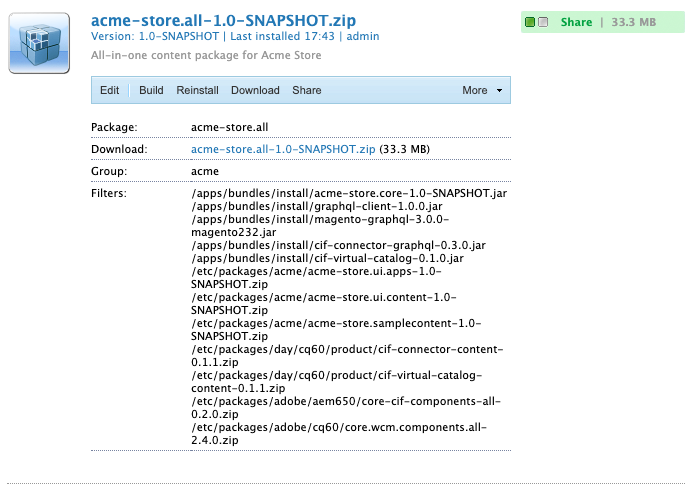 acme-store.all-1.0-SNAPSHOT.zip
Share | 33.3 MB
Version: 1.0-SNAPSHOT | Last installed 17:43 | admin
All-in-one content package for Acme Store
Edit Build Reinstall Download Share More
Package: acme-store.all
Download: acme-store.all-1.0-SNAPSHOT.zip (33.3 MB)
Group: acme
Filters: /apps/bundles/install/acme-store.core-1.0-SNAPSHOT.jar
/apps/bundles/install/graphql-client-1.0.0.jar
/apps/bundles/install/magento-graphql-3.0.0-
magento232.jar
/apps/bundles/install/cif-connector-graphql-0.3.0.jar
/apps/bundles/install/cif-virtual-catalog-0.1.0.jar
/etc/packages/acme/acme-store.ui.apps-1.0-
SNAPSHOT.zip
/etc/packages/acme/acme-store.ui.content-1.0-
SNAPSHOT.zip
/etc/packages/acme/acme-store.samplecontent-1.0-
SNAPSHOT.zip
/etc/packages/day/cq60/product/cif-connector-content-
0.1.1.zip
/etc/packages/day/cq60/product/cif-virtual-catalog-
content-0.1.1.zip
/etc/packages/adobe/aem650/core-cif-components-all-
0.2.0.zip
/etc/packages/adobe/cq60/core.wcm.components.all-
2.4.0.zip